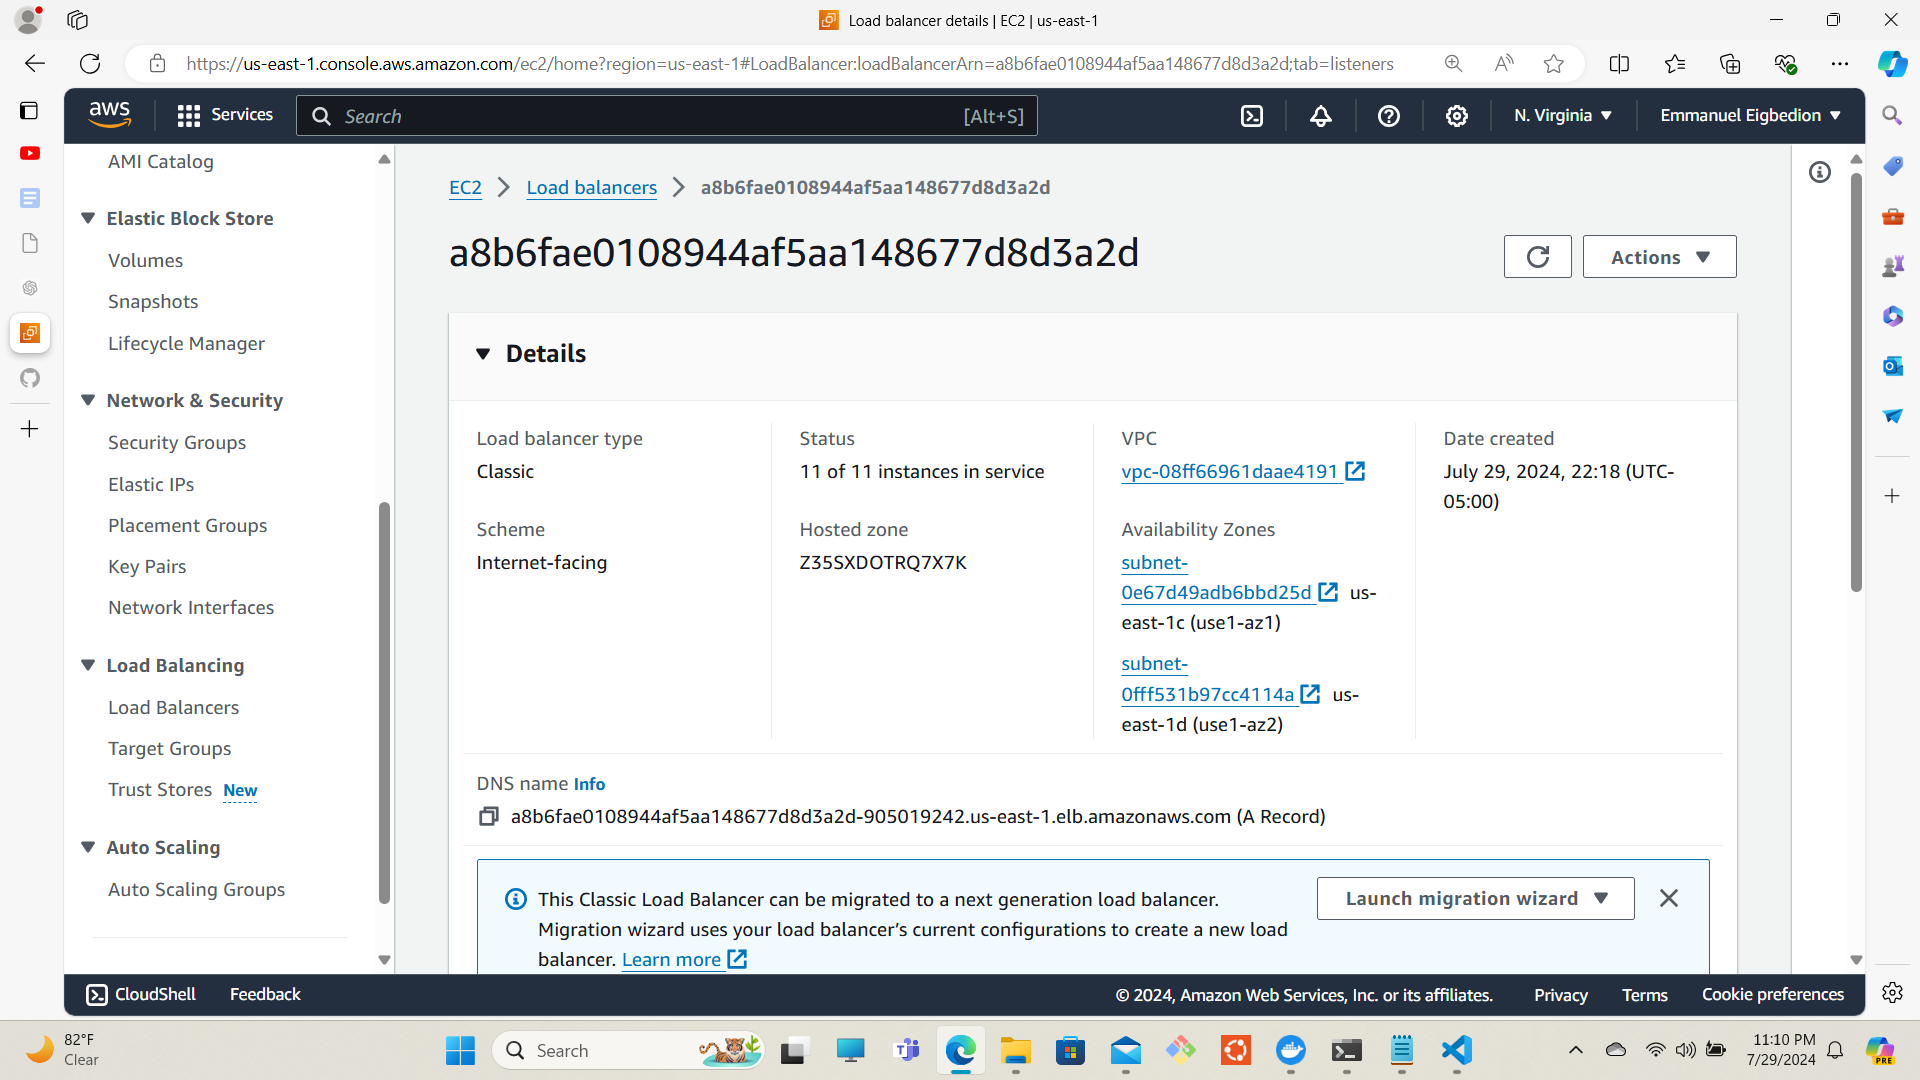 Load balancer details | EC2 | us-east-1
https://us-east-1.console.aws.amazon.com/ec2/home?region=us-east-1#LoadBalancer:loadBalancerArn=a8b6fae0108944af5aa148677d8d3a2d;tab=listeners
aws Services Search [Alt+S] N. Virginia Emmanuel Eigbedion
AMI Catalog
Elastic Block Store
Volumes
Snapshots
Lifecycle Manager
Network & Security
Security Groups
Elastic IPs
Placement Groups
Key Pairs
Network Interfaces
Load Balancing
Load Balancers
Target Groups
Trust Stores New
Auto Scaling
Auto Scaling Groups
EC2 > Load balancers > a8b6fae0108944af5aa148677d8d3a2d
a8b6fae0108944af5aa148677d8d3a2d
Actions
Details
Load balancer type
Classic
Scheme
Internet-facing
Status
11 of 11 instances in service
Hosted zone
Z35SXDOTRQ7X7K
VPC
vpc-08ff66961daae4191
Availability Zones
subnet-
0e67d49adb6bbd25d us-
east-1c (use1-az1)
subnet-
0fff531b97cc4114a us-
east-1d (use1-az2)
Date created
July 29, 2024, 22:18 (UTC-
05:00)
DNS name Info
a8b6fae0108944af5aa148677d8d3a2d-905019242.us-east-1.elb.amazonaws.com (A Record)
This Classic Load Balancer can be migrated to a next generation load balancer.
Migration wizard uses your load balancer's current configurations to create a new load
balancer. Learn more
Launch migration wizard
CloudShell Feedback © 2024, Amazon Web Services, Inc. or its affiliates. Privacy Terms Cookie preferences
82°F
Clear
Search
11:10 PM
7/29/2024
PRE